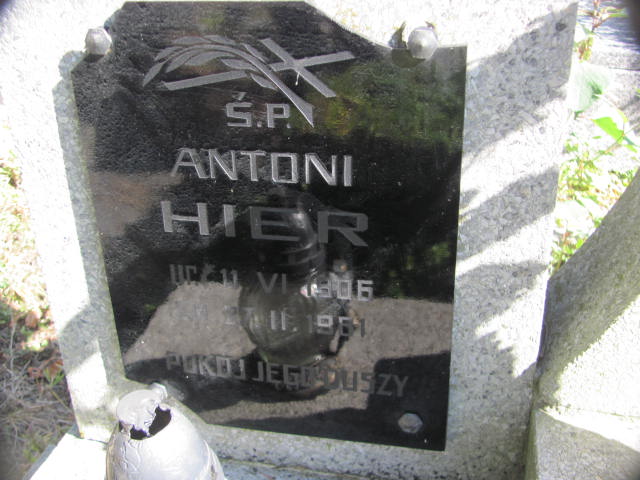 Ś.P.
ANTONI
HIER
UR. 11. VI. 1906
II. 1961
POKÓJ JEGO DUSZY